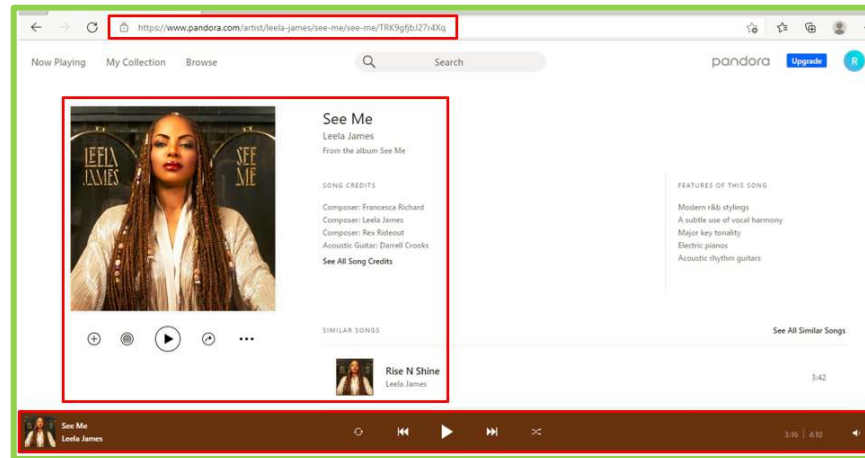 https://www.pandora.com/artist/leela-james/see-me/see-me/TRK9gfjbJ27r4Xq
Now Playing My Collection Browse Search pandora Upgrade R
LEELA JAMES
SEE ME
See Me
Leela James
From the album See Me
SONG CREDITS
Composer: Francesca Richard
Composer: Leela James
Composer: Rex Rideout
Acoustic Guitar: Darrell Crooks
See All Song Credits
FEATURES OF THIS SONG
Modern r&b stylings
A subtle use of vocal harmony
Major key tonality
Electric pianos
Acoustic rhythm guitars
SIMILAR SONGS
See All Similar Songs
Rise N Shine
Leela James
3:42
See Me
Leela James
3:16 | 4:10